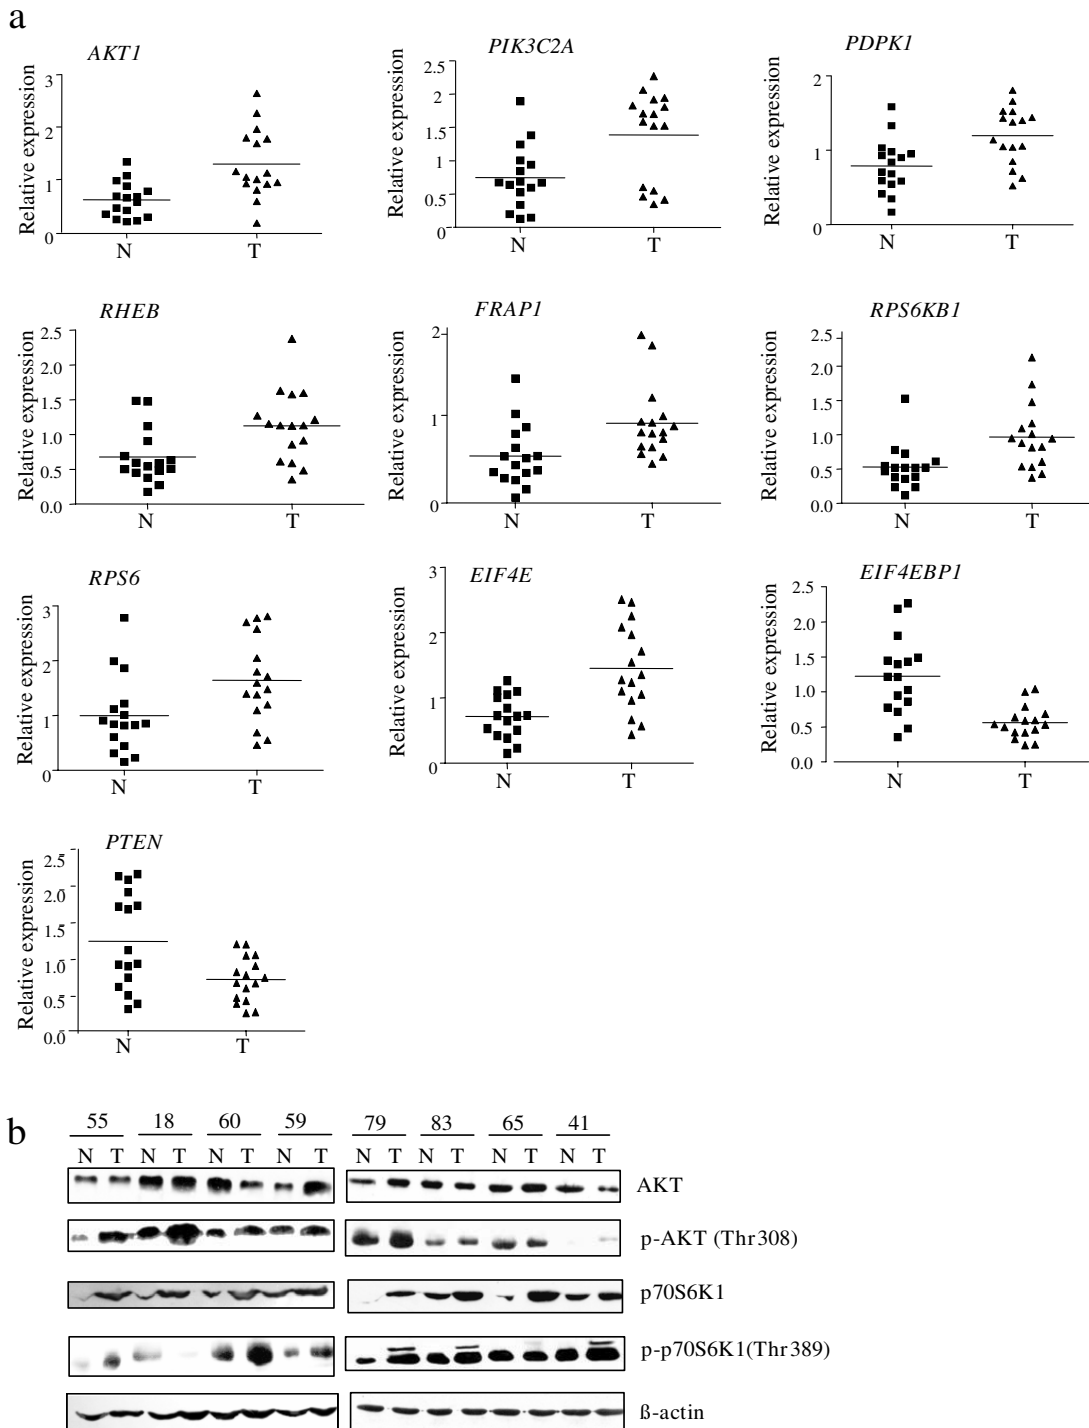 a
AKT1
Relative expression
3
2
1
0
N T
PIK3C2A
Relative expression
2.5
2
1.5
1
0.5
0
N T
PDPK1
Relative expression
2
1
0
N T
RHEB
Relative expression
2.5
2.0
1.5
1.0
0.5
0.0
N T
FRAP1
Relative expression
2
1
0
N T
RPS6KB1
Relative expression
2.5
2.0
1.5
1.0
0.5
0.0
N T
RPS6
Relative expression
3
2
1
0
N T
EIF4E
Relative expression
3
2
1
0
N T
EIF4EBP1
Relative expression
2.5
2.0
1.5
1.0
0.5
0.0
N T
PTEN
Relative expression
2.5
2.0
1.5
1.0
0.5
0.0
N T
b
55 18 60 59 79 83 65 41
N T N T N T N T N T N T N T N T
AKT
p-AKT (Thr308)
p70S6K1
p-p70S6K1(Thr389)
ß-actin